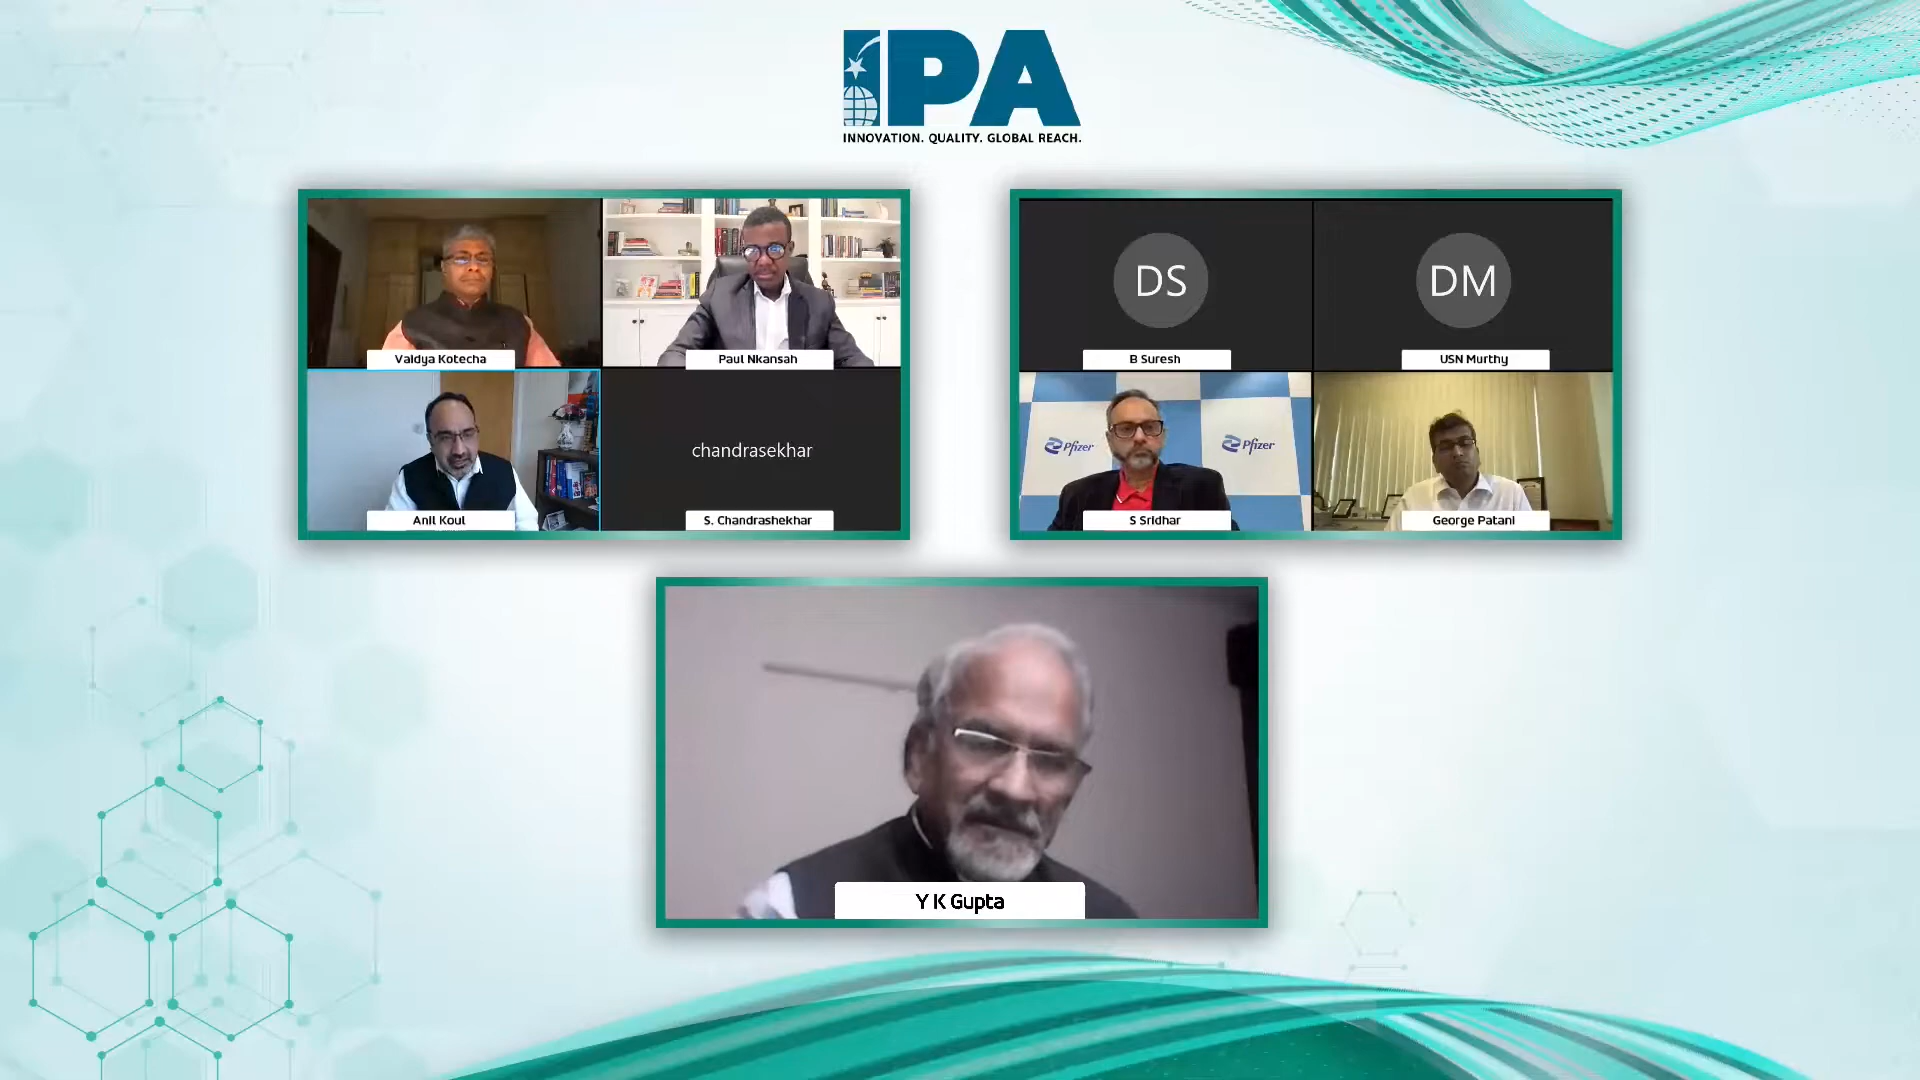 IPA
INNOVATION. QUALITY. GLOBAL REACH.
Vaidya Kotecha
Paul Nkansah
Anil Koul
chandrasekhar
S. Chandrashekhar
DS
B Suresh
DM
USN Murthy
Pfizer
Pfizer
S Sridhar
George Patani
Y K Gupta